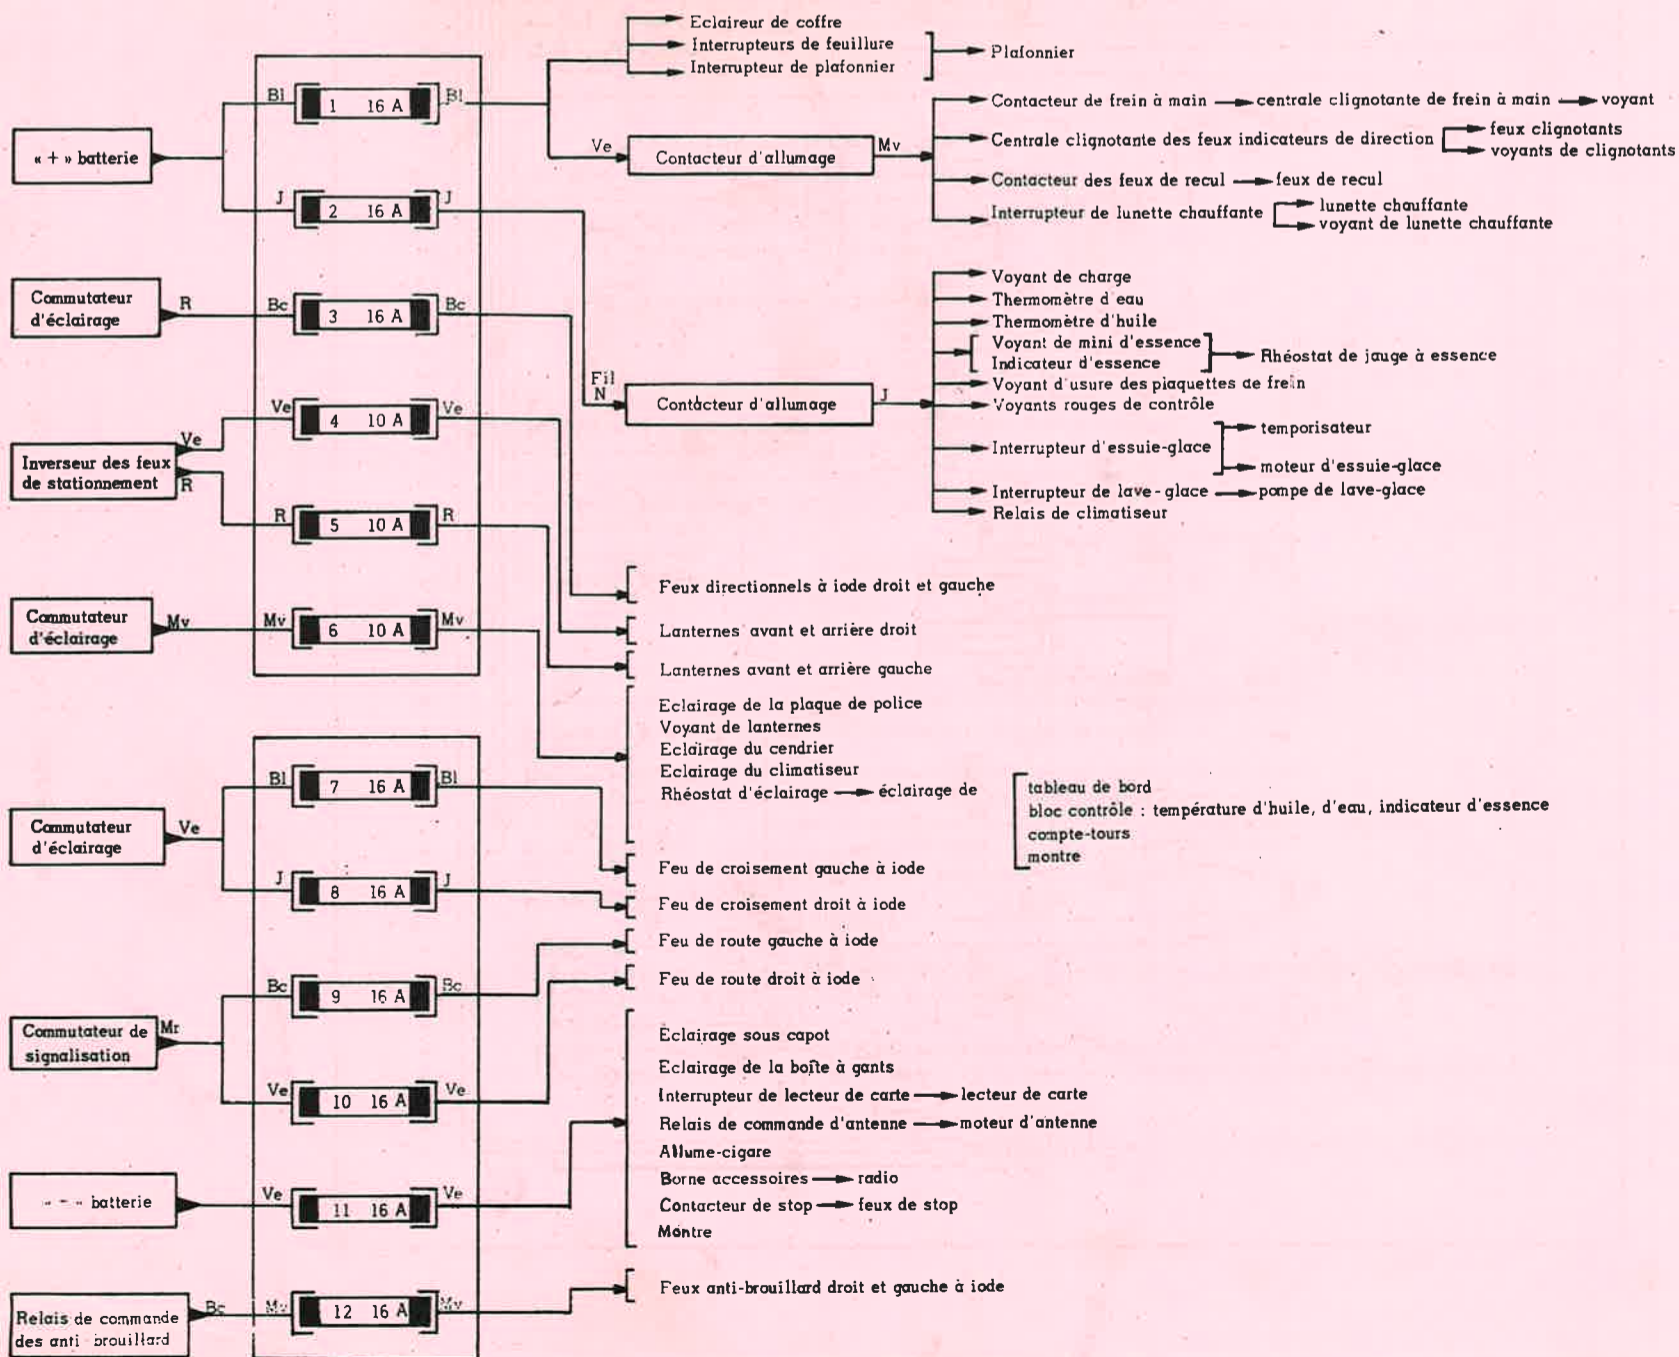 Eclaireur de coffre
Interrupteurs de feuillure
Interrupteur de plafonnier
Plafonnier
« + » batterie
Bl 1 16 A Bl
J 2 16 A J
Ve Contacteur d'allumage Mv
Contacteur de frein à main centrale clignotante de frein à main voyant
Centrale clignotante des feux indicateurs de direction
feux clignotants
voyants de clignotants
Contacteur des feux de recul feux de recul
Interrupteur de lunette chauffante
lunette chauffante
voyant de lunette chauffante
Commutateur
d'éclairage
R Bc 3 16 A Bc
Fil
N Contacteur d'allumage J
Voyant de charge
Thermomètre d'eau
Thermomètre d'huile
Voyant de mini d'essence
Indicateur d'essence
Rhéostat de jauge à essence
Voyant d'usure des plaquettes de frein
Voyants rouges de contrôle
Interrupteur d'essuie-glace
temporisateur
moteur d'essuie-glace
Interrupteur de lave-glace pompe de lave-glace
Relais de climatiseur
Inverseur des feux
de stationnement
Ve Ve 4 10 A Ve
R R 5 10 A R
Commutateur
d'éclairage
Mv Mv 6 10 A Mv
Feux directionnels à iode droit et gauche
Lanternes avant et arrière droit
Lanternes avant et arrière gauche
Eclairage de la plaque de police
Voyant de lanternes
Eclairage du cendrier
Eclairage du climatiseur
Rhéostat d'éclairage éclairage de
tableau de bord
bloc contrôle : température d'huile, d'eau, indicateur d'essence
compte-tours
montre
Commutateur
d'éclairage
Ve
Bl 7 16 A Bl
J 8 16 A J
Feu de croisement gauche à iode
Feu de croisement droit à iode
Feu de route gauche à iode
Feu de route droit à iode
Commutateur de
signalisation
Mr
Bc 9 16 A Bc
Ve 10 16 A Ve
Eclairage sous capot
Eclairage de la boîte à gants
Interrupteur de lecteur de carte lecteur de carte
Relais de commande d'antenne moteur d'antenne
Allume-cigare
Borne accessoires radio
Contacteur de stop feux de stop
Montre
batterie
Ve 11 16 A Ve
Relais de commande
des anti brouillard
Bc Mv 12 16 A Mv
Feux anti-brouillard droit et gauche à iode